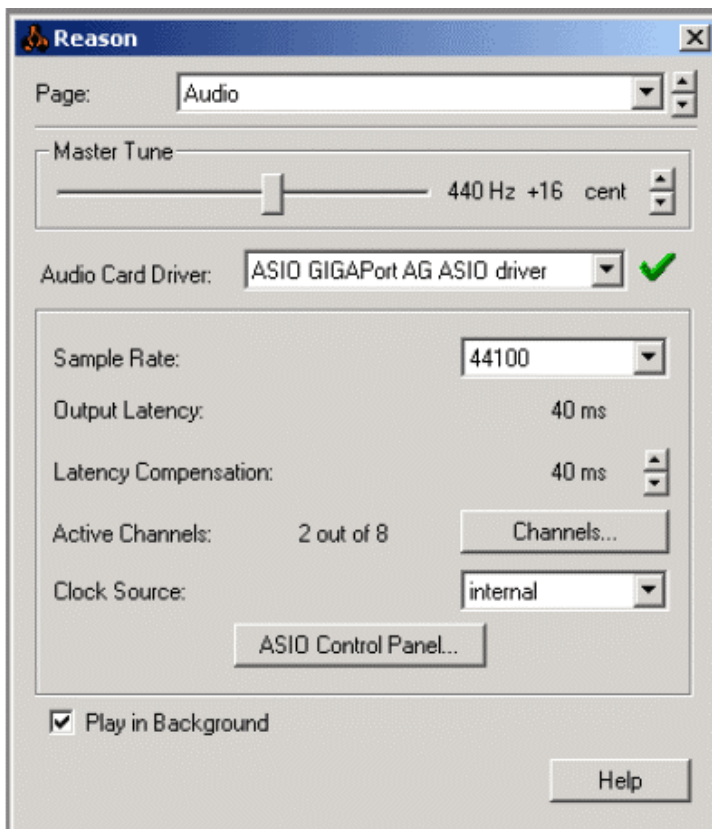 Reason
Page: Audio
Master Tune
440 Hz +16 cent
Audio Card Driver: ASIO GIGAPort AG ASIO driver
Sample Rate: 44100
Output Latency: 40 ms
Latency Compensation: 40 ms
Active Channels: 2 out of 8 Channels...
Clock Source: internal
ASIO Control Panel...
Play in Background
Help